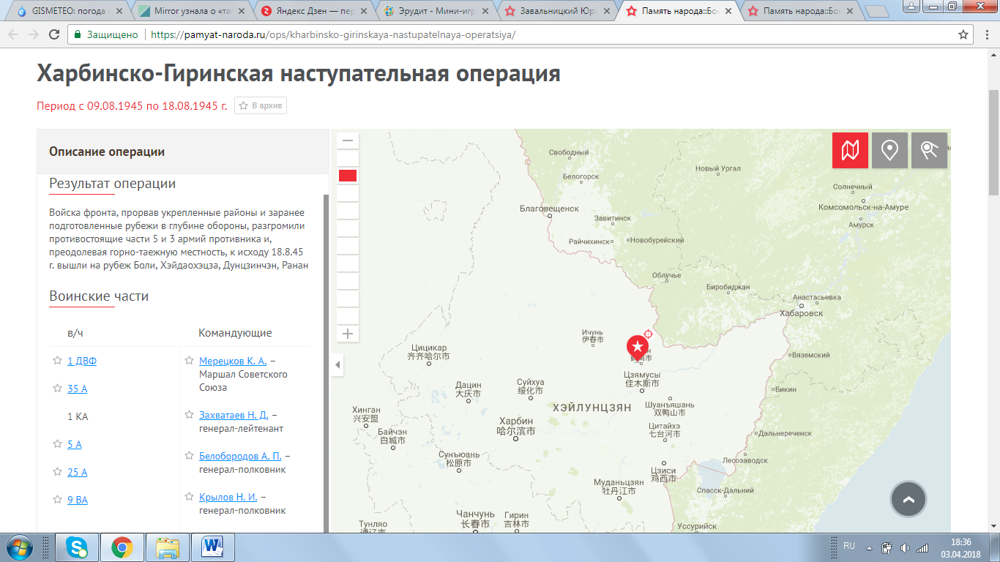 GISMETEO: погода
Mirror узнала о «та
Яндекс Дзен — пер
Эрудит - Мини-игр
Завальницкий Юри
Память народа::Бое
Память народа::Бое
Защищено
https://pamyat-naroda.ru/ops/kharbinsko-girinskaya-nastupatelnaya-operatsiya/
Харбинско-Гиринская наступательная операция
Период с 09.08.1945 по 18.08.1945 г.
В архив
Описание операции
Результат операции
Войска фронта, прорвав укрепленные районы и заранее
подготовленные рубежи в глубине обороны, разгромили
противостоящие части 5 и 3 армий противника и,
преодолевая горно-таежную местность, к исходу 18.8.45
г. вышли на рубеж Боли, Хэйдаохэцза, Дунцзинчэн, Ранан
Воинские части
в/ч
Командующие
1 ДВФ
35 А
1 КА
5 А
25 А
9 ВА
Мерецков К. А. –
Маршал Советского
Союза
Захватаев Н. Д. –
генерал-лейтенант
Белобородов А. П. –
генерал-полковник
Крылов Н. И. –
генерал-полковник
Свободный
Белогорск
Новый Ургал
Солнечный
Комсомольск-на-Амуре
Благовещенск
Завитинск
Амурск
Райчихинск
Новобурейский
Облучье
Биробиджан
Анастасьевка
Хабаровск
Ичунь
伊春市
Цицикар
齐齐哈尔市
Вяземский
Цзямусы
佳木斯市
Дацин
大庆市
Суйхуа
绥化市
Бикин
ХЭЙЛУНЦЗЯН
Шуанъяшань
双鸭山市
Хинган
兴安盟
Харбин
哈尔滨市
Цитайхэ
七台河市
Байчэн
白城市
Дальнереченск
Сунъюань
松原市
Лесозаводск
Цзиси
鸡西市
Муданьцзян
牡丹江市
Спасск-Дальний
Чанчунь
长春市
Гирин
吉林市
Тунляо
通辽市
Уссурийск
RU
18:36
03.04.2018